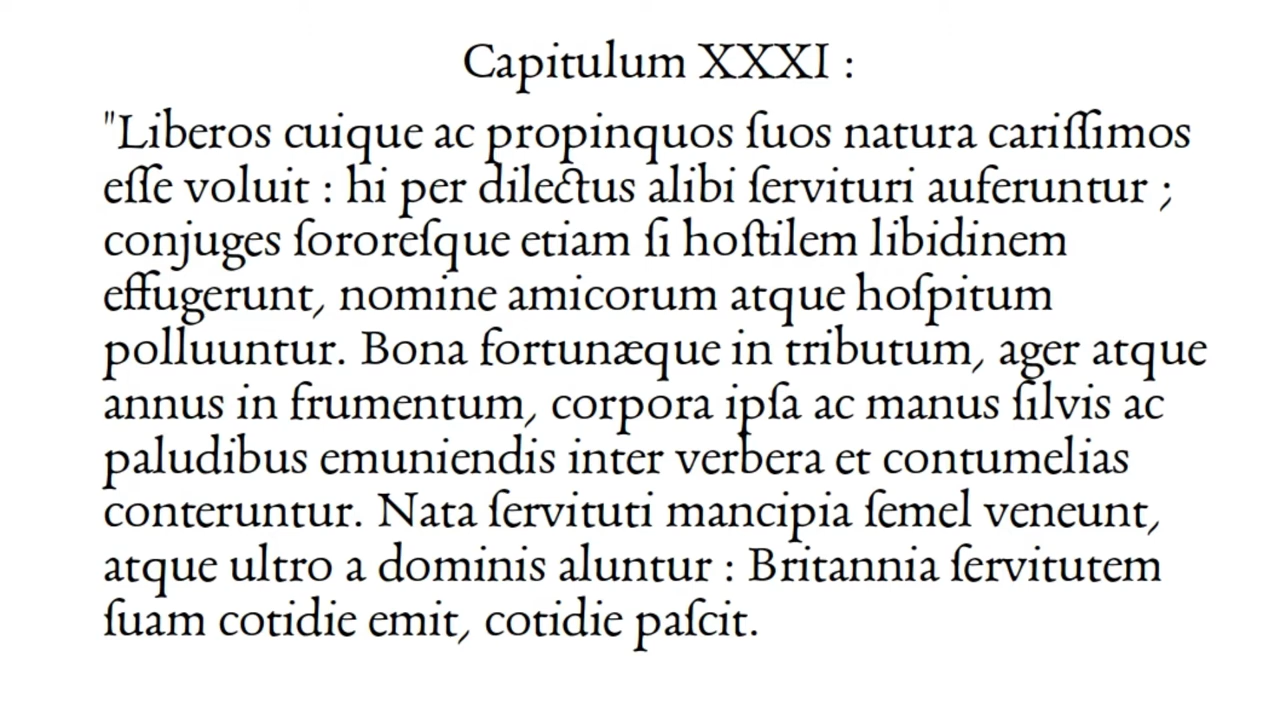 Capitulum XXXI :
"Liberos cuique ac propinquos ſuos natura cariſſimos
eſſe voluit : hi per dilectus alibi ſervituri auferuntur ;
conjuges ſororeſque etiam ſi hoſtilem libidinem
effugerunt, nomine amicorum atque hoſpitum
polluuntur. Bona fortunæque in tributum, ager atque
annus in frumentum, corpora ipſa ac manus ſilvis ac
paludibus emuniendis inter verbera et contumelias
conteruntur. Nata ſervituti mancipia ſemel veneunt,
atque ultro a dominis aluntur : Britannia ſervitutem
ſuam cotidie emit, cotidie paſcit.